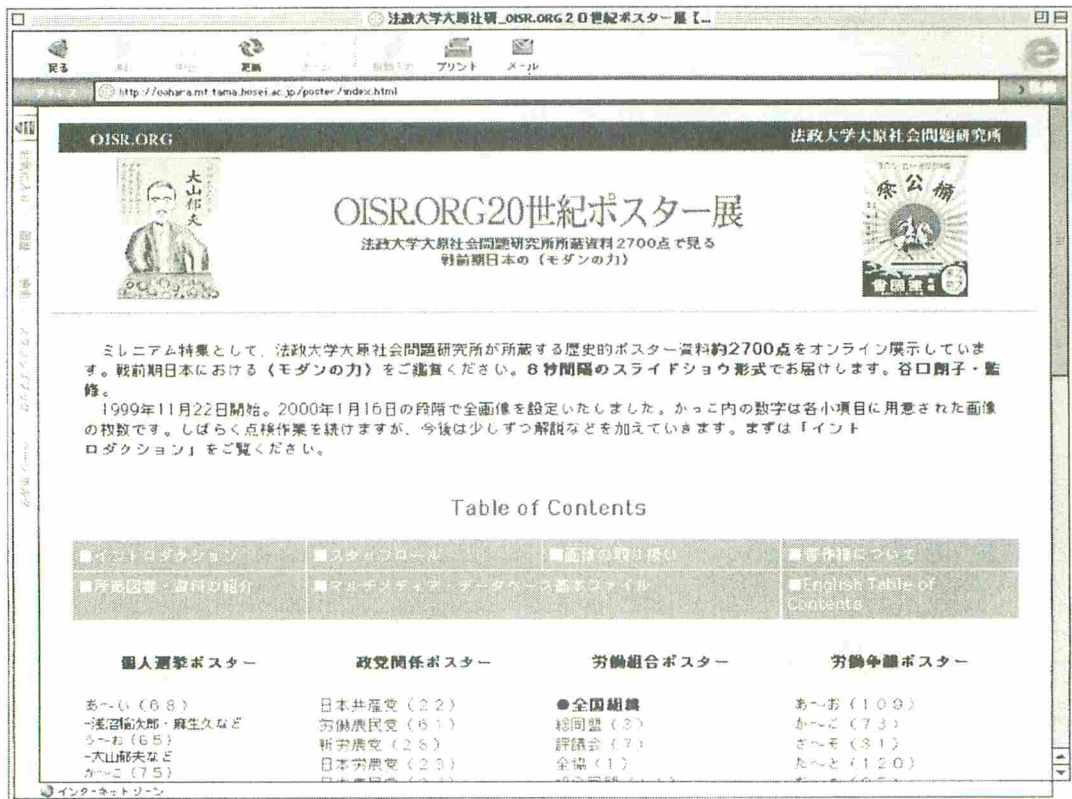 法政大学大原社研_OISR.ORG２０世紀ポスター展【...
戻る 更新 プリント メール
http://oohara.mt.tama.hosei.ac.jp/poster/index.html
OISR.ORG 法政大学大原社会問題研究所
大山郁夫
楠公祭
OISR.ORG20世紀ポスター展
法政大学大原社会問題研究所所蔵資料2700点で見る
戦前期日本の〈モダンの力〉
ミレニアム特集として、法政大学大原社会問題研究所が所蔵する歴史的ポスター資料約2700点をオンライン展示していま
す。戦前期日本における〈モダンの力〉をご鑑賞ください。８秒間隔のスライドショウ形式でお届けします。谷口朗子・監
修。
1999年11月22日開始。2000年1月16日の段階で全画像を設定いたしました。かっこ内の数字は各小項目に用意された画像
の枚数です。しばらく点検作業を続けますが、今後は少しずつ解説などを加えていきます。まずは「イント
ロダクション」をご覧ください。
Table of Contents
■イントロダクション ■スタッフロール ■画像の取り扱い ■著作権について
■所蔵図書・資料の紹介 ■マルチメディア・データベース基本ファイル ■English Table of
Contents
個人選挙ポスター 政党関係ポスター 労働組合ポスター 労働争議ポスター
あ～い（６８） 日本共産党（２２） ●全国組織 あ～お（１０９）
-浅沼稲次郎・麻生久など 労働農民党（６１） 総同盟（３） か～こ（７３）
う～お（６５） 新労農党（２８） 評議会（７） さ～そ（３１）
-大山郁夫など 日本労農党（２３） 全協（１） た～と（１２０）
か～こ（７５）
インターネットゾーン